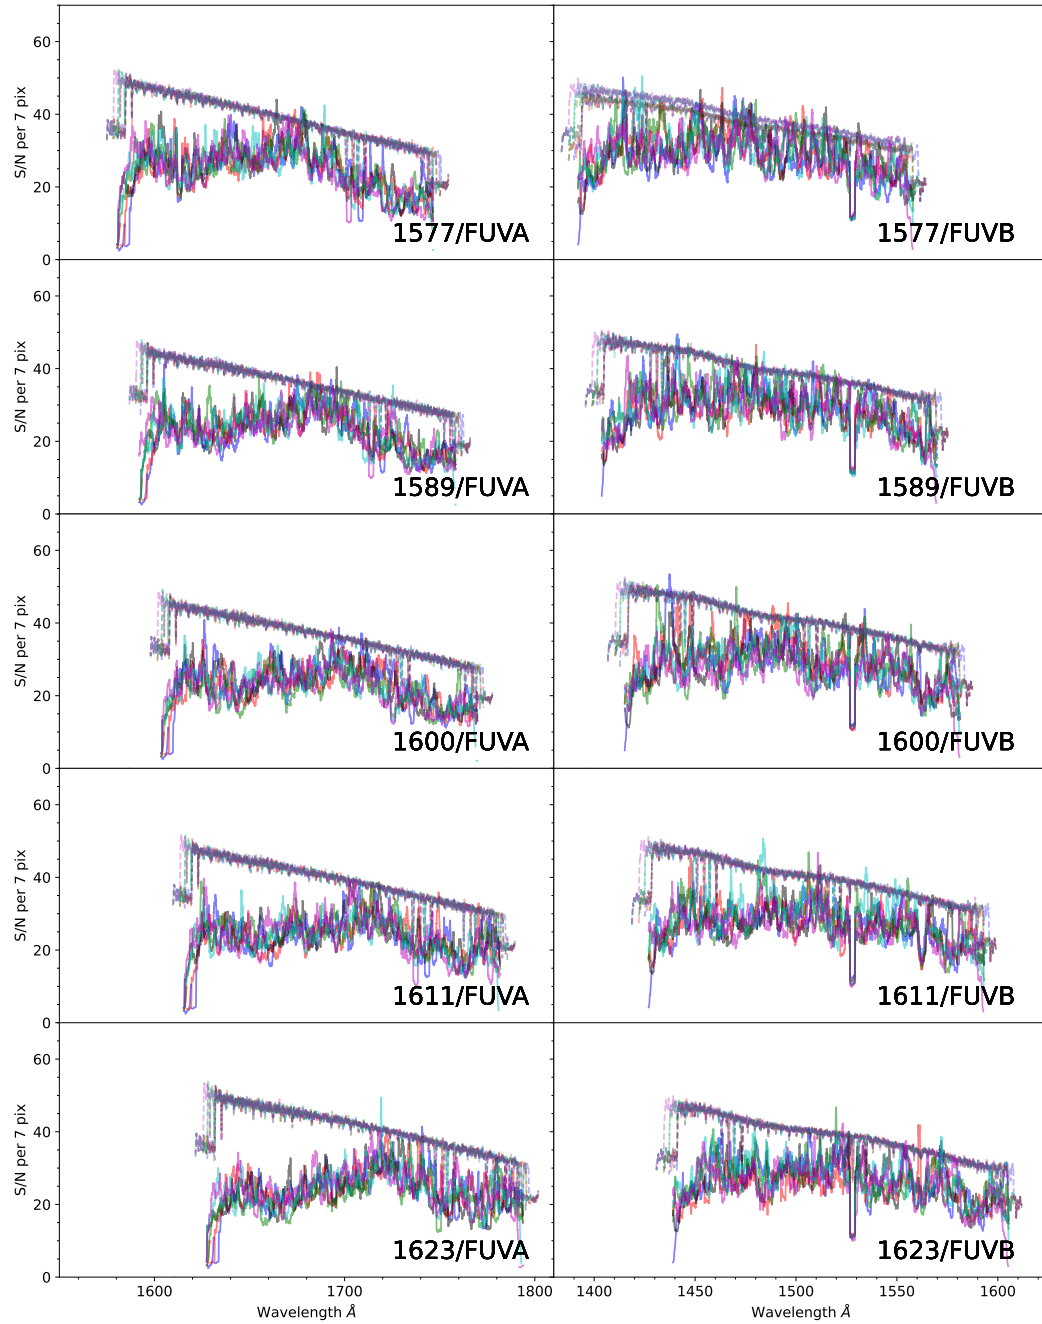 60
40
20
0
S/N per 7 pix
1577/FUVA
1577/FUVB
60
40
20
0
S/N per 7 pix
1589/FUVA
1589/FUVB
60
40
20
0
S/N per 7 pix
1600/FUVA
1600/FUVB
60
40
20
0
S/N per 7 pix
1611/FUVA
1611/FUVB
60
40
20
0
S/N per 7 pix
1623/FUVA
1623/FUVB
1600 1700 1800
1400 1450 1500 1550 1600
Wavelength Å
Wavelength Å